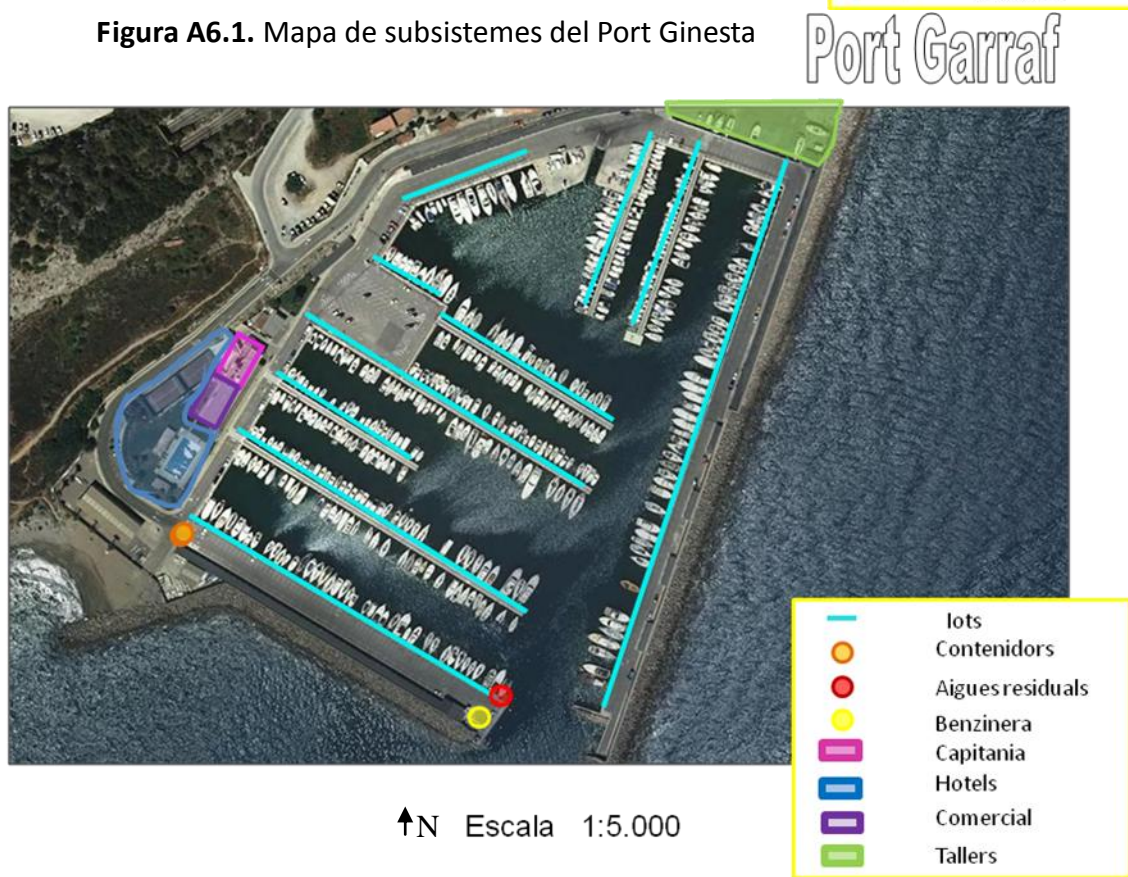 Figura A6.1. Mapa de subsistemes del Port Ginesta
Port Garraf
lots
Contenidors
Aigues residuals
Benzinera
Capitania
Hotels
Comercial
Tallers
N Escala 1:5.000